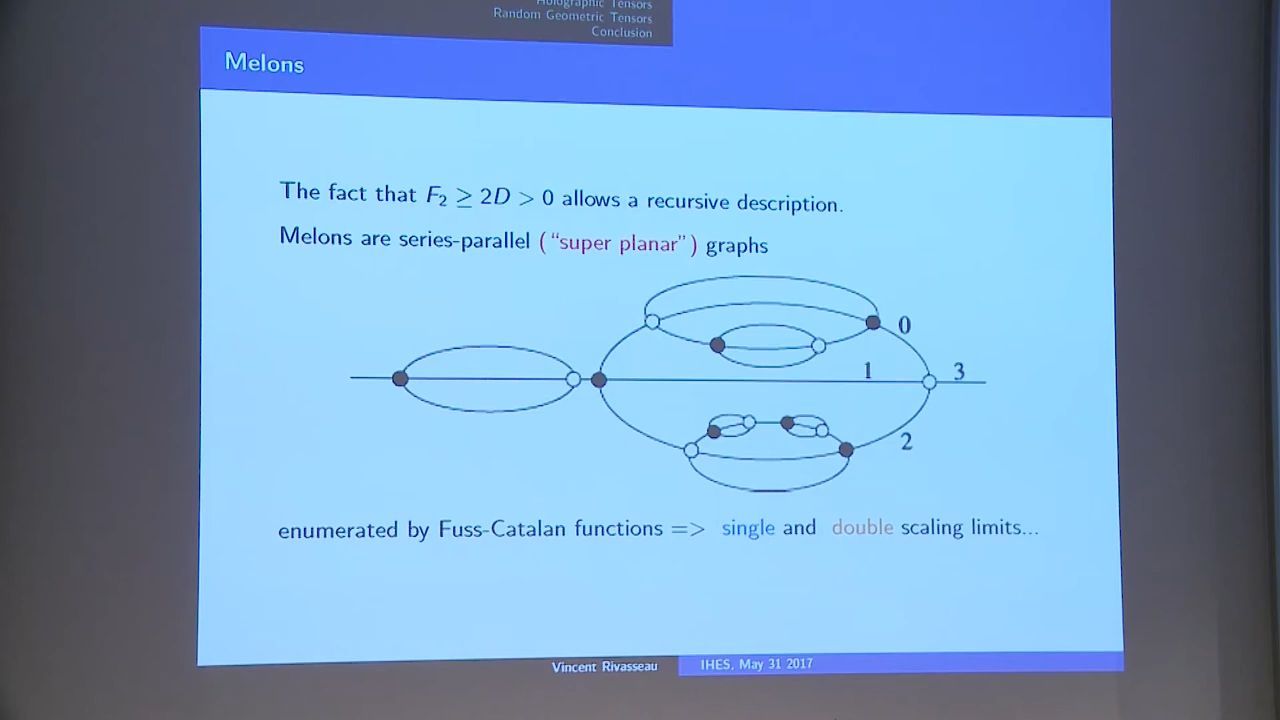 Holographic Tensors
Random Geometric Tensors
Conclusion
Melons
The fact that F₂ ≥ 2D > 0 allows a recursive description.
Melons are series-parallel (“super planar”) graphs
0
1
3
2
enumerated by Fuss-Catalan functions => single and double scaling limits...
Vincent Rivasseau
IHES, May 31 2017